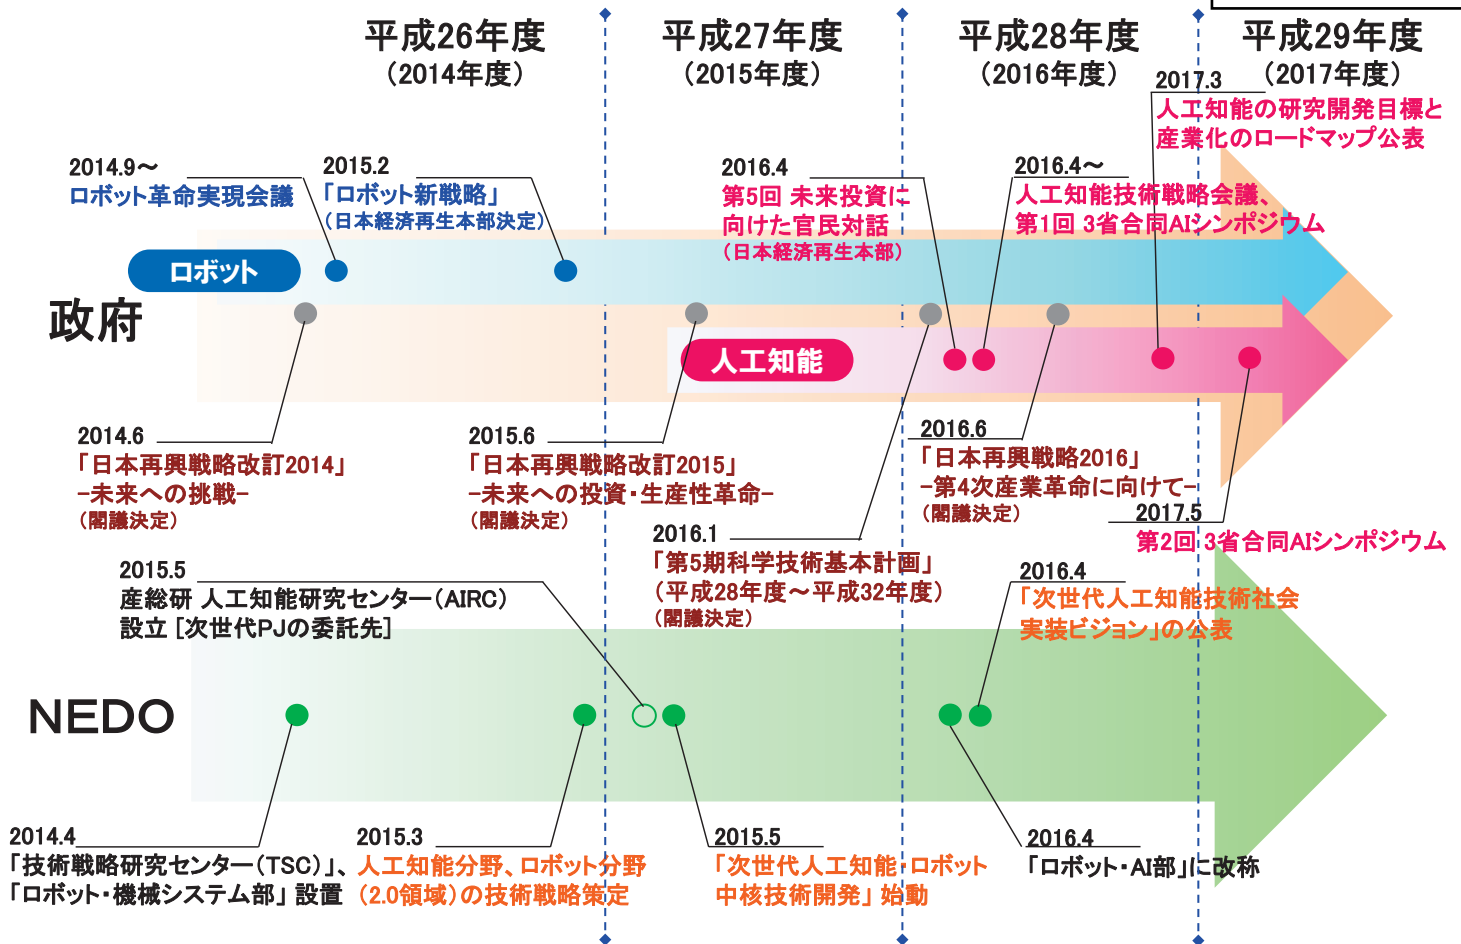 平成26年度
（2014年度）
平成27年度
（2015年度）
平成28年度
（2016年度）
平成29年度
（2017年度）
2014.9～
ロボット革命実現会議
2015.2
「ロボット新戦略」
（日本経済再生本部決定）
2016.4
第5回 未来投資に
向けた官民対話
（日本経済再生本部）
2016.4～
人工知能技術戦略会議、
第1回 3省合同AIシンポジウム
2017.3
人工知能の研究開発目標と
産業化のロードマップ公表
ロボット
政府
人工知能
2014.6
「日本再興戦略改訂2014」
-未来への挑戦-
（閣議決定）
2015.6
「日本再興戦略改訂2015」
-未来への投資・生産性革命-
（閣議決定）
2016.1
「第5期科学技術基本計画」
（平成28年度～平成32年度）
（閣議決定）
2016.6
「日本再興戦略2016」
-第4次産業革命に向けて-
（閣議決定）
2017.5
第2回 3省合同AIシンポジウム
2015.5
産総研 人工知能研究センター（AIRC）
設立 [次世代PJの委託先]
2016.4
「次世代人工知能技術社会
実装ビジョン」の公表
NEDO
2014.4
「技術戦略研究センター（TSC）」、
「ロボット・機械システム部」 設置
2015.3
人工知能分野、ロボット分野
（2.0領域）の技術戦略策定
2015.5
「次世代人工知能・ロボット
中核技術開発」 始動
2016.4
「ロボット・AI部」に改称